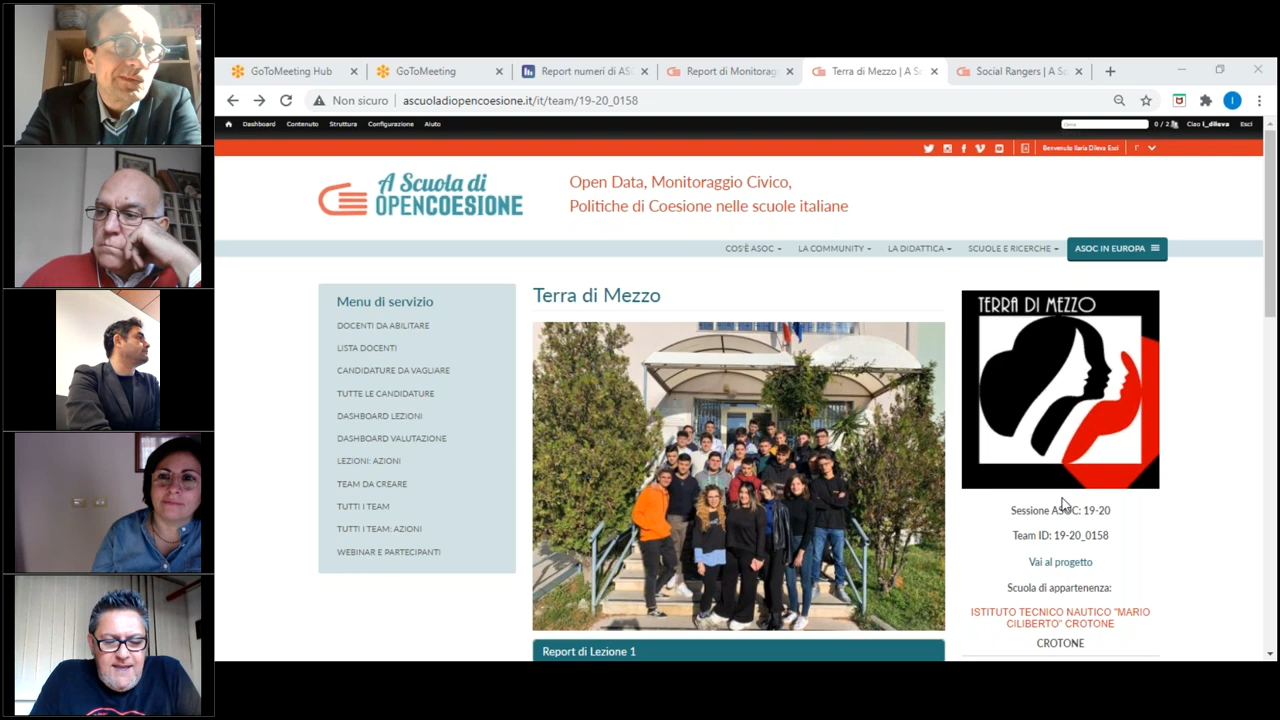 GoToMeeting Hub
GoToMeeting
Report numeri di ASO
Report di Monitorag
Terra di Mezzo | A Sc
Social Rangers | A Sc
Non sicuro
ascuoladiopencoesione.it/it/team/19-20_0158
Dashboard Contenuto Struttura Configurazione Aiuto
0 / 2
Ciao i_dileva
Esci
Benvenuto Ilaria Dileva Esci
A Scuola di
OPENCOESIONE
Open Data, Monitoraggio Civico,
Politiche di Coesione nelle scuole italiane
COS'È ASOC LA COMMUNITY LA DIDATTICA SCUOLE E RICERCHE ASOC IN EUROPA
Menu di servizio
DOCENTI DA ABILITARE
LISTA DOCENTI
CANDIDATURE DA VAGLIARE
TUTTE LE CANDIDATURE
DASHBOARD LEZIONI
DASHBOARD VALUTAZIONE
LEZIONI: AZIONI
TEAM DA CREARE
TUTTI I TEAM
TUTTI I TEAM: AZIONI
WEBINAR E PARTECIPANTI
Terra di Mezzo
Report di Lezione 1
TERRA DI MEZZO
Sessione ASOC: 19-20
Team ID: 19-20_0158
Vai al progetto
Scuola di appartenenza:
ISTITUTO TECNICO NAUTICO "MARIO
CILIBERTO" CROTONE
CROTONE